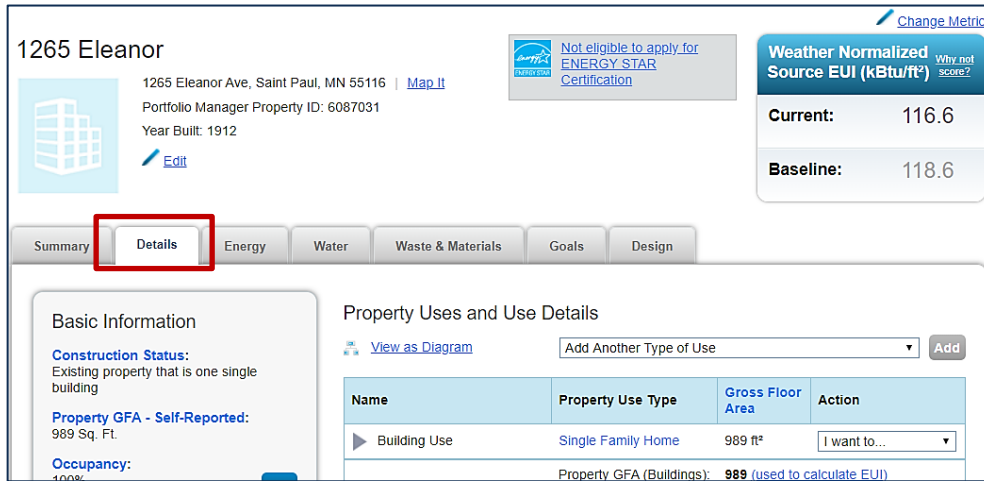 Change Metric
1265 Eleanor
1265 Eleanor Ave, Saint Paul, MN 55116 | Map It
Portfolio Manager Property ID: 6087031
Year Built: 1912
Edit
ENERGY STAR
Not eligible to apply for
ENERGY STAR
Certification
Weather Normalized
Source EUI (kBtu/ft²)
Why not
score?
Current: 116.6
Baseline: 118.6
Summary Details Energy Water Waste & Materials Goals Design
Basic Information
Construction Status:
Existing property that is one single
building
Property GFA - Self-Reported:
989 Sq. Ft.
Occupancy:
100%
Property Uses and Use Details
View as Diagram
Add Another Type of Use
Add
Name Property Use Type Gross Floor Area Action
Building Use Single Family Home 989 ft² I want to...
Property GFA (Buildings): 989 (used to calculate EUI)